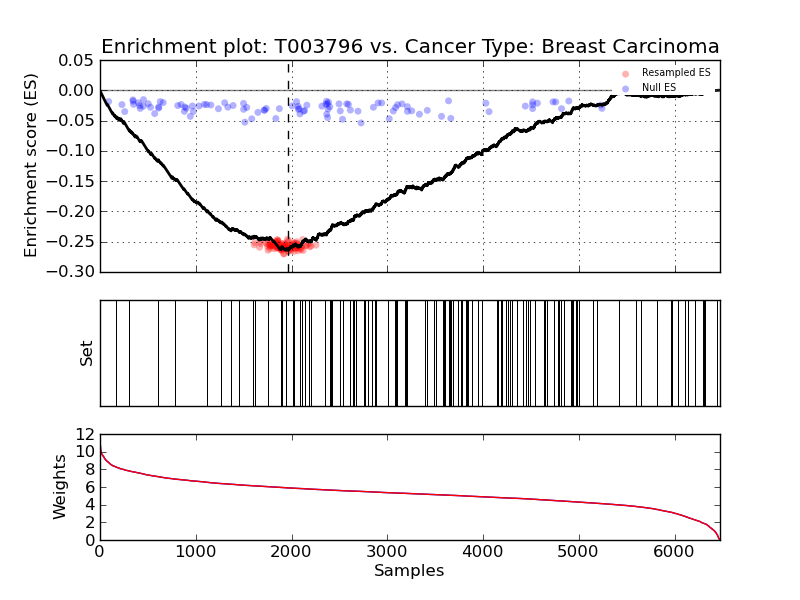 Enrichment plot: T003796 vs. Cancer Type: Breast Carcinoma
Enrichment score (ES)
0.05
0.00
−0.05
−0.10
−0.15
−0.20
−0.25
−0.30
Resampled ES
Null ES
Set
Weights
12
10
8
6
4
2
0
0 1000 2000 3000 4000 5000 6000
Samples